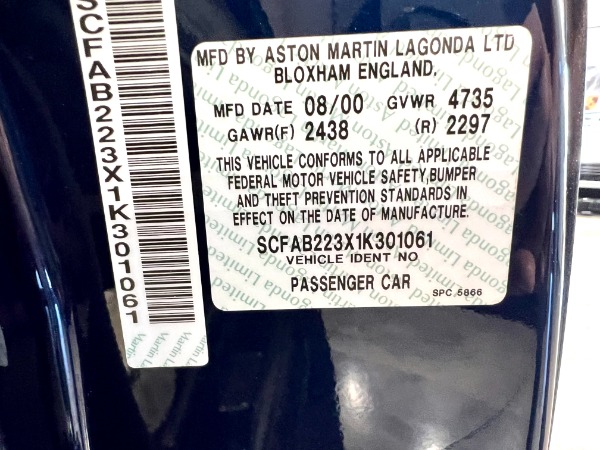 SCFAB223X1K301061
MFD BY ASTON MARTIN LAGONDA LTD
BLOXHAM ENGLAND.
MFD DATE 08/00 GVWR 4735
GAWR(F) 2438 (R) 2297
THIS VEHICLE CONFORMS TO ALL APPLICABLE
FEDERAL MOTOR VEHICLE SAFETY,BUMPER
AND THEFT PREVENTION STANDARDS IN
EFFECT ON THE DATE OF MANUFACTURE.
SCFAB223X1K301061
VEHICLE IDENT NO
PASSENGER CAR
SPC 5866